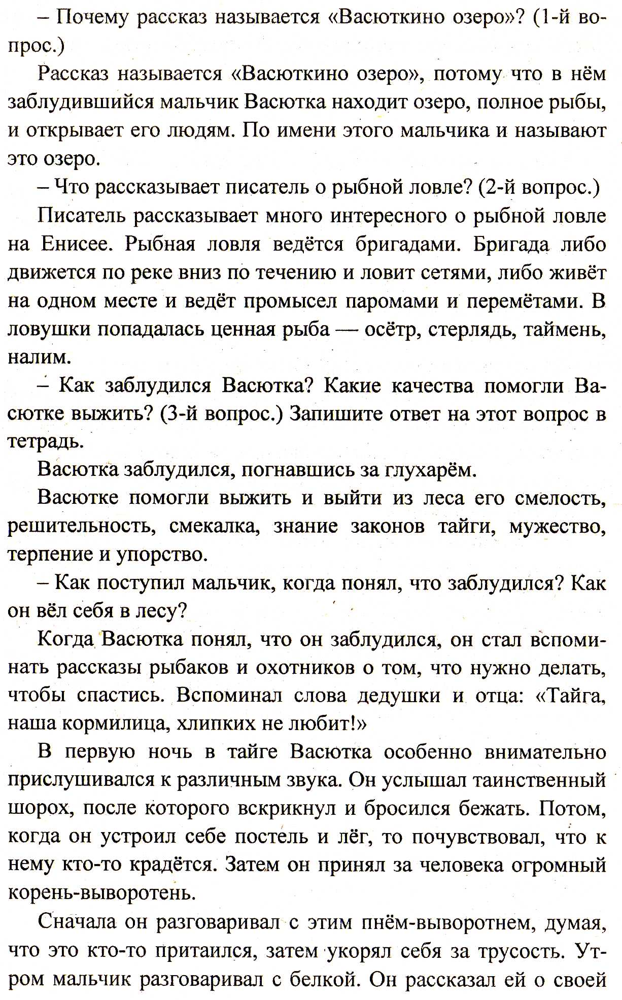 – Почему рассказ называется «Васюткино озеро»? (1-й во-
прос.)
Рассказ называется «Васюткино озеро», потому что в нём
заблудившийся мальчик Васютка находит озеро, полное рыбы,
и открывает его людям. По имени этого мальчика и называют
это озеро.
– Что рассказывает писатель о рыбной ловле? (2-й вопрос.)
Писатель рассказывает много интересного о рыбной ловле
на Енисее. Рыбная ловля ведётся бригадами. Бригада либо
движется по реке вниз по течению и ловит сетями, либо живёт
на одном месте и ведёт промысел паромами и перемётами. В
ловушки попадалась ценная рыба — осётр, стерлядь, таймень,
налим.
– Как заблудился Васютка? Какие качества помогли Ва-
сютке выжить? (3-й вопрос.) Запишите ответ на этот вопрос в
тетрадь.
Васютка заблудился, погнавшись за глухарём.
Васютке помогли выжить и выйти из леса его смелость,
решительность, смекалка, знание законов тайги, мужество,
терпение и упорство.
– Как поступил мальчик, когда понял, что заблудился? Как
он вёл себя в лесу?
Когда Васютка понял, что он заблудился, он стал вспоми-
нать рассказы рыбаков и охотников о том, что нужно делать,
чтобы спастись. Вспоминал слова дедушки и отца: «Тайга,
наша кормилица, хлипких не любит!»
В первую ночь в тайге Васютка особенно внимательно
прислушивался к различным звука. Он услышал таинственный
шорох, после которого вскрикнул и бросился бежать. Потом,
когда он устроил себе постель и лёг, то почувствовал, что к
нему кто-то крадётся. Затем он принял за человека огромный
корень-выворотень.
Сначала он разговаривал с этим пнём-выворотнем, думая,
что это кто-то притаился, затем укорял себя за трусость. Ут-
ром мальчик разговаривал с белкой. Он рассказал ей о своей